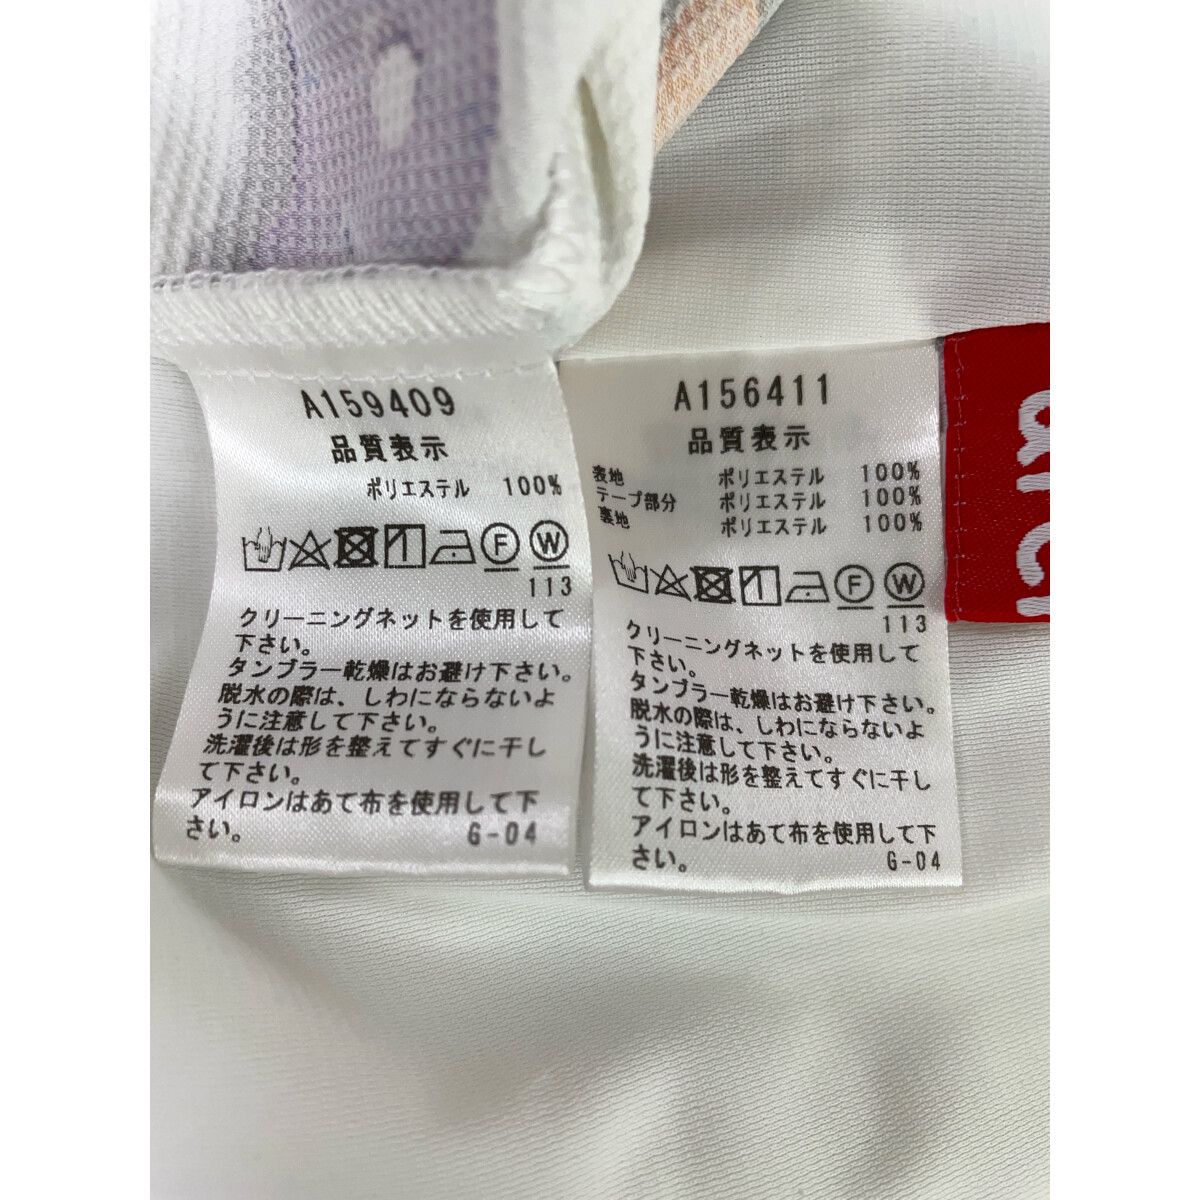 A159409
品質表示
ポリエステル 100%
F W
113
クリーニングネットを使用して
下さい。
タンブラー乾燥はお避け下さい。
脱水の際は、しわにならないよ
うに注意して下さい。
洗濯後は形を整えてすぐに干し
て下さい。
アイロンはあて布を使用して下
さい。
G-04
A156411
品質表示
表地 ポリエステル 100%
テープ部分 ポリエステル 100%
裏地 ポリエステル 100%
F W
113
クリーニングネットを使用して
下さい。
タンブラー乾燥はお避け下さい。
脱水の際は、しわにならないよ
うに注意して下さい。
洗濯後は形を整えてすぐに干し
て下さい。
アイロンはあて布を使用して下
さい。
G-04